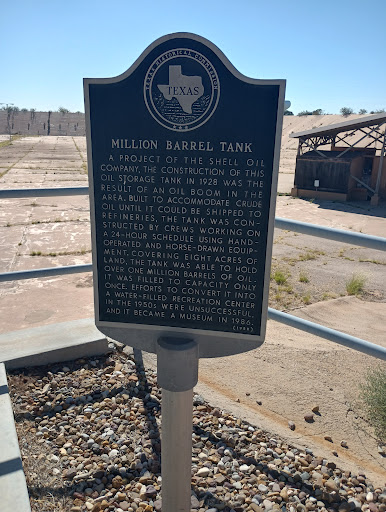 TEXAS HISTORICAL COMMISSION
TEXAS
MILLION BARREL TANK
A PROJECT OF THE SHELL OIL
COMPANY, THE CONSTRUCTION OF THIS
OIL STORAGE TANK IN 1928 WAS THE
RESULT OF AN OIL BOOM IN THE
AREA. BUILT TO ACCOMMODATE CRUDE
OIL UNTIL IT COULD BE SHIPPED TO
REFINERIES, THE TANK WAS CON-
STRUCTED BY CREWS WORKING ON
A 24-HOUR SCHEDULE USING HAND-
OPERATED AND HORSE-DRAWN EQUIP-
MENT. COVERING EIGHT ACRES OF
LAND, THE TANK WAS ABLE TO HOLD
OVER ONE MILLION BARRELS OF OIL.
IT WAS FILLED TO CAPACITY ONLY
ONCE. EFFORTS TO CONVERT IT INTO
A WATER-FILLED RECREATION CENTER
IN THE 1950s WERE UNSUCCESSFUL,
AND IT BECAME A MUSEUM IN 1986.